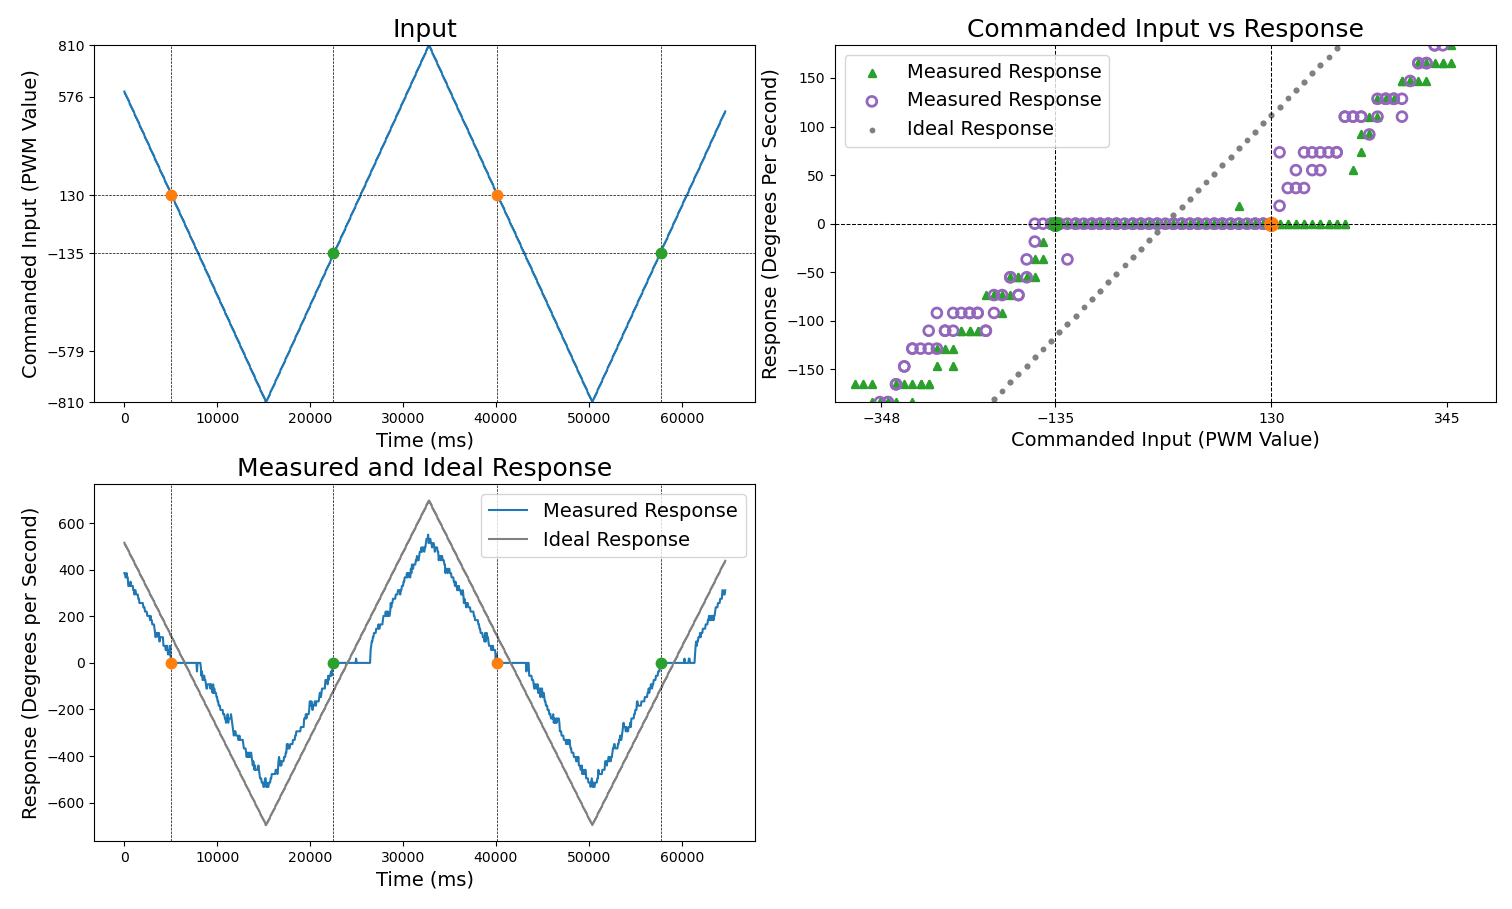 Input
Commanded Input (PWM Value)
810
576
130
−135
−579
−810
0 10000 20000 30000 40000 50000 60000
Time (ms)
Commanded Input vs Response
Response (Degrees Per Second)
Measured Response
Measured Response
Ideal Response
150
100
50
0
−50
−100
−150
−348 −135 130 345
Commanded Input (PWM Value)
Measured and Ideal Response
Response (Degrees per Second)
Measured Response
Ideal Response
600
400
200
0
−200
−400
−600
0 10000 20000 30000 40000 50000 60000
Time (ms)